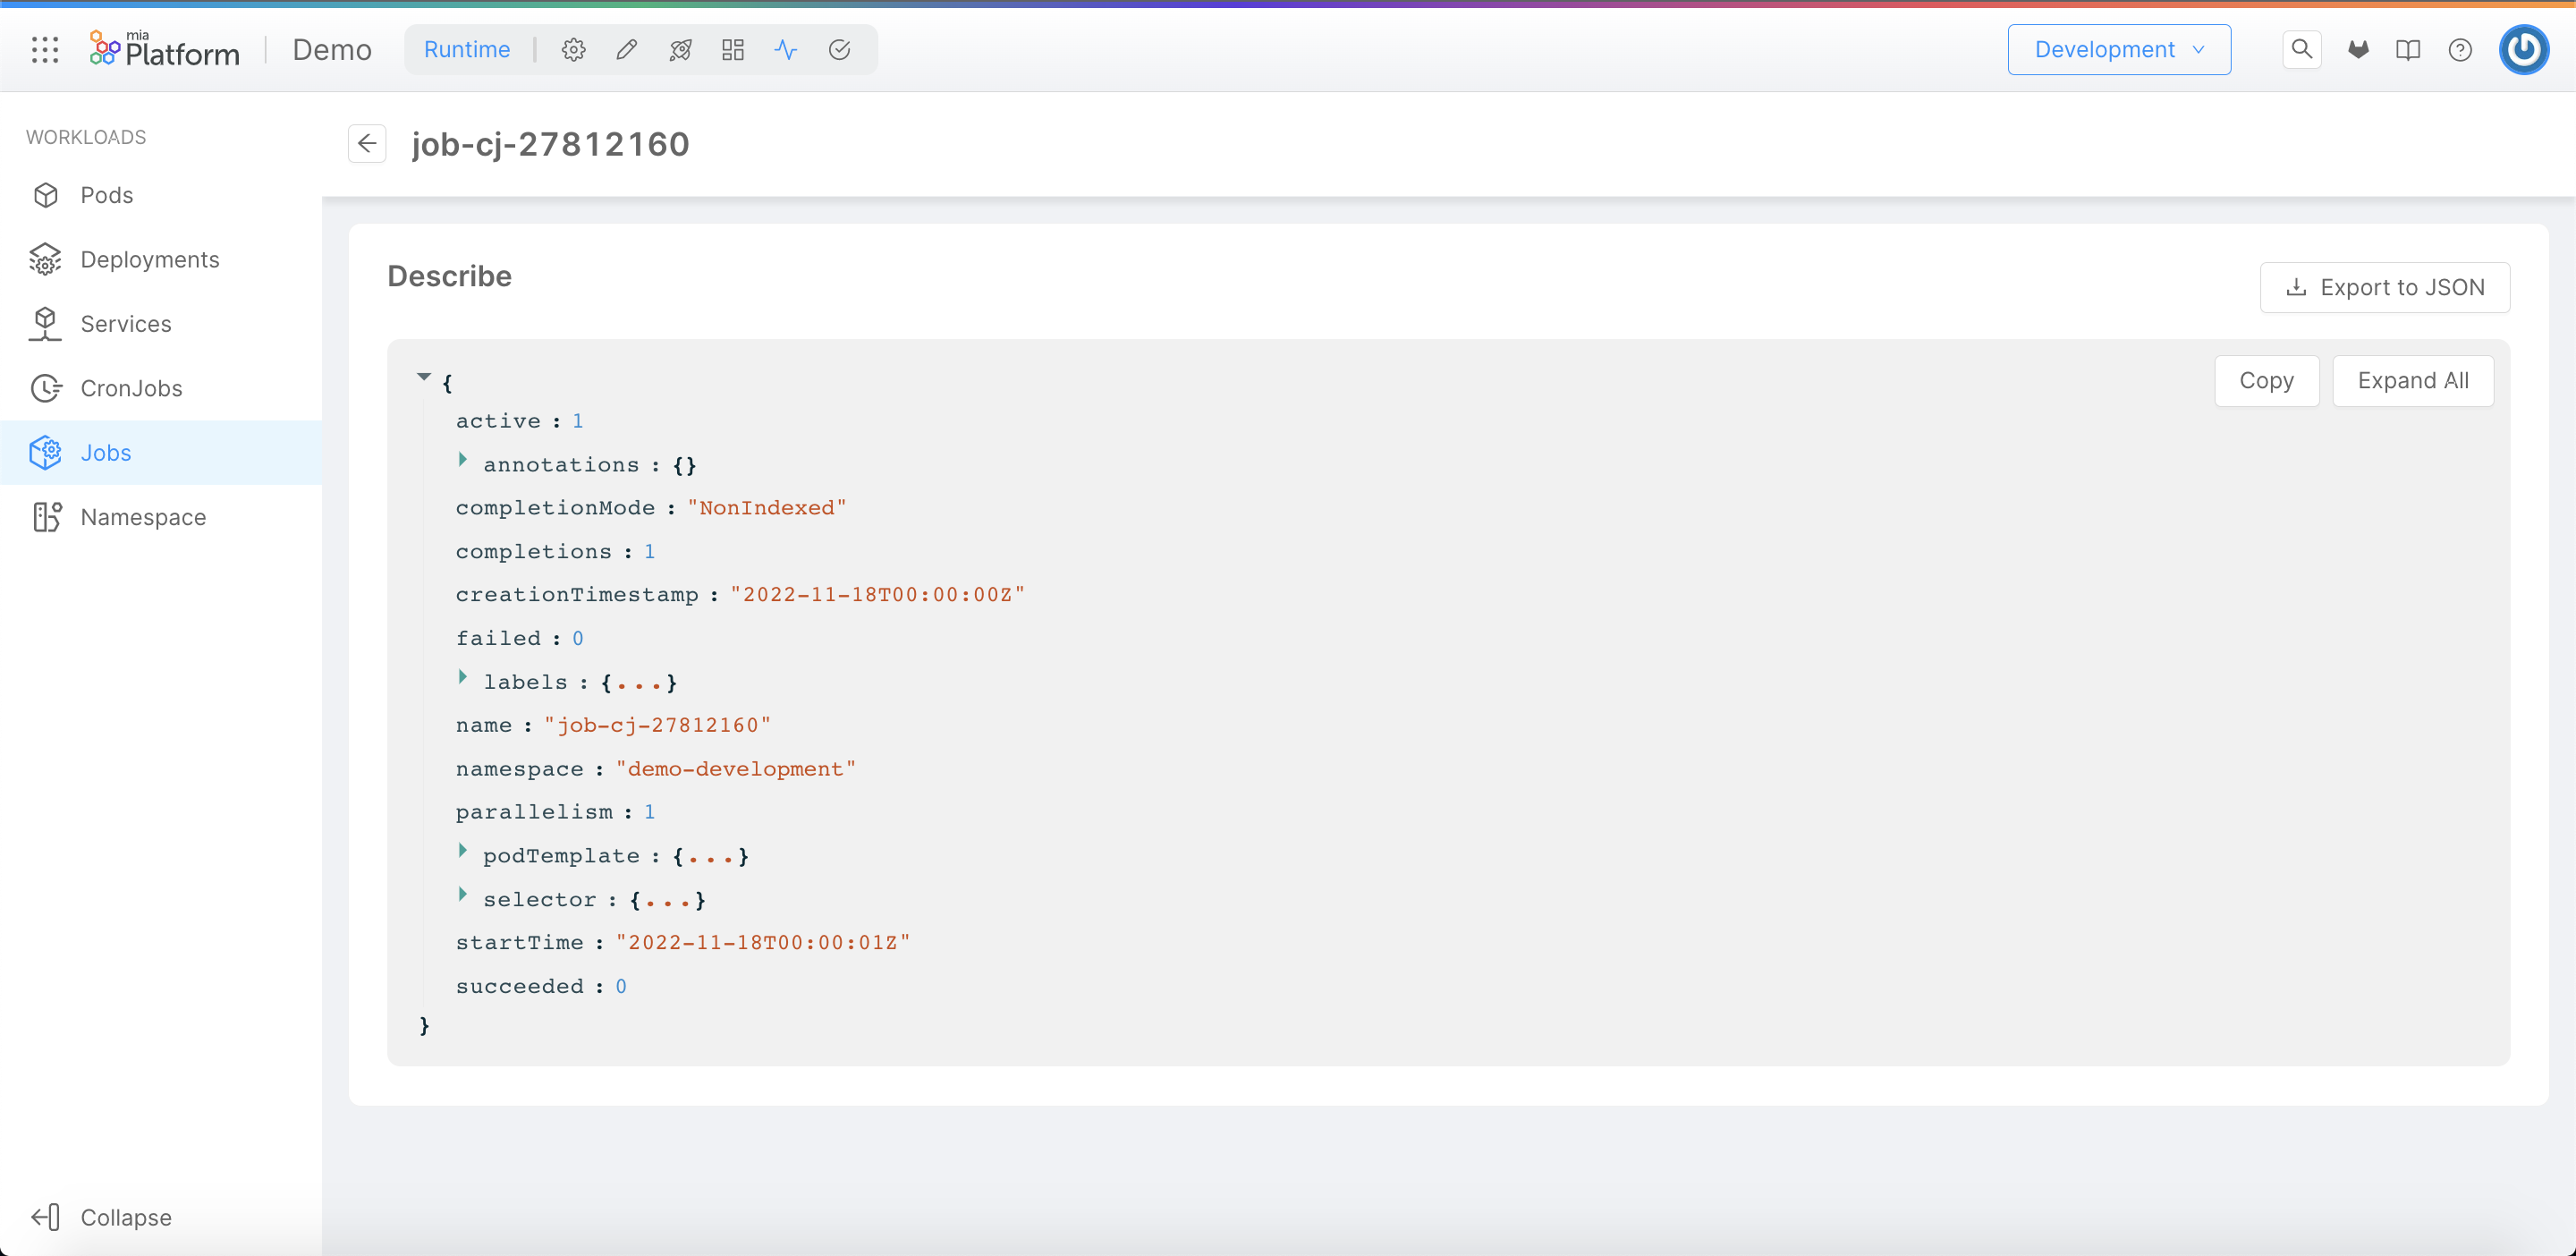 mia
Platform
Demo
Runtime
Development
WORKLOADS
Pods
Deployments
Services
CronJobs
Jobs
Namespace
Collapse
job-cj-27812160
Describe
Export to JSON
Copy
Expand All
{
active : 1
annotations : {}
completionMode : "NonIndexed"
completions : 1
creationTimestamp : "2022-11-18T00:00:00Z"
failed : 0
labels : {...}
name : "job-cj-27812160"
namespace : "demo-development"
parallelism : 1
podTemplate : {...}
selector : {...}
startTime : "2022-11-18T00:00:01Z"
succeeded : 0
}